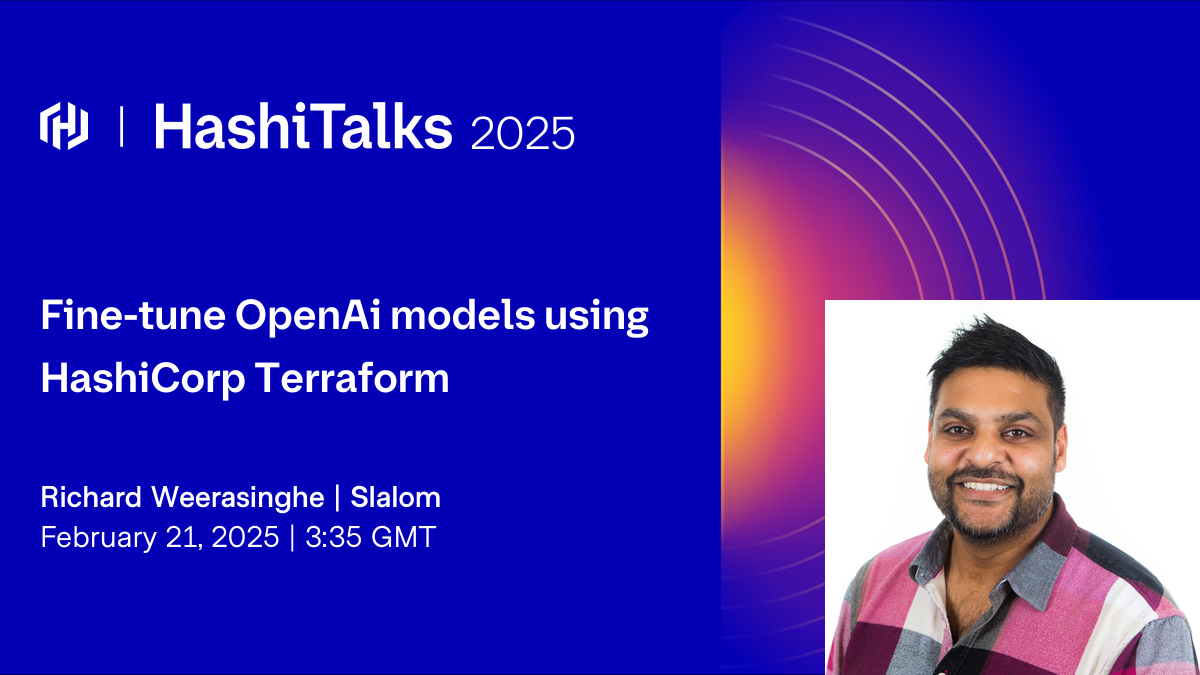 HashiTalks 2025
Fine-tune OpenAi models using
HashiCorp Terraform
Richard Weerasinghe | Slalom
February 21, 2025 | 3:35 GMT